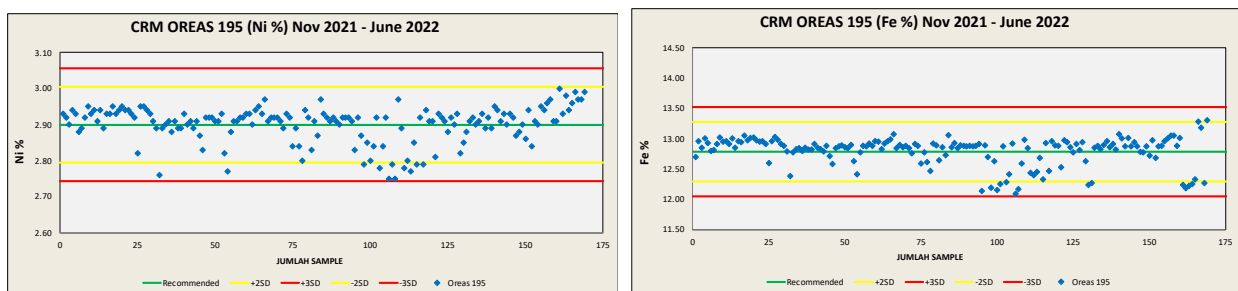 CRM OREAS 195 (Ni %) Nov 2021 - June 2022
3.10
3.00
2.90
2.80
2.70
2.60
Ni %
0 25 50 75 100 125 150 175
JUMLAH SAMPLE
Recommended +2SD +3SD -2SD -3SD Oreas 195
CRM OREAS 195 (Fe %) Nov 2021 - June 2022
14.50
14.00
13.50
13.00
12.50
12.00
11.50
Fe %
0 25 50 75 100 125 150 175
JUMLAH SAMPLE
Recommended +2SD +3SD -2SD -3SD Oreas 195